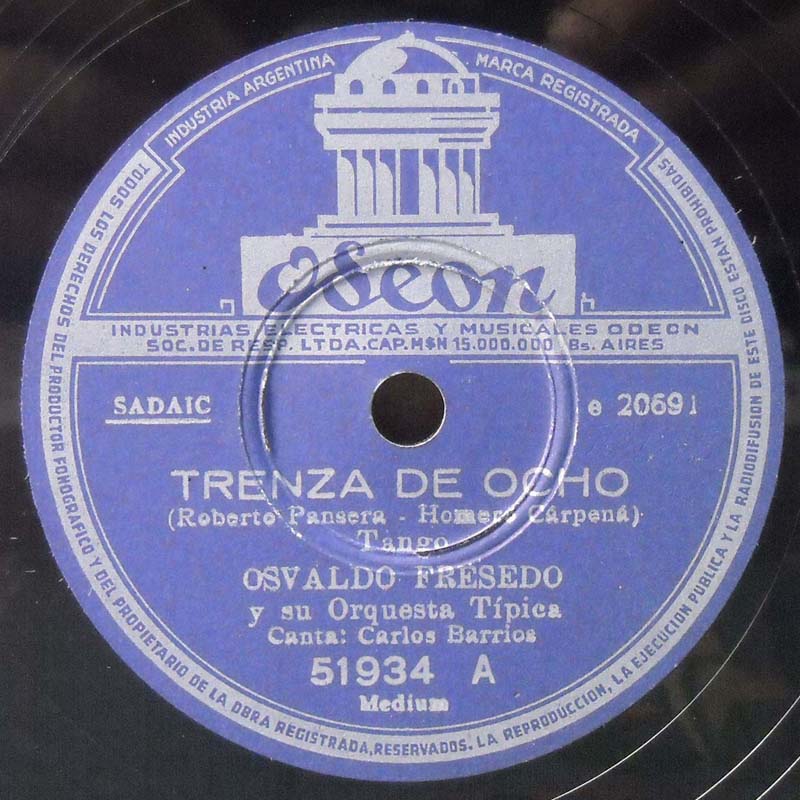 INDUSTRIA ARGENTINA
MARCA REGISTRADA
Odeon
INDUSTRIAS ELECTRICAS Y MUSICALES ODEON
SOC. DE RESP. LTDA. CAP. M$N 15.000.000 Bs. AIRES
SADAIC
e 20691
TRENZA DE OCHO
(Roberto Pansera - Homero Cárpená)
Tango
OSVALDO FRESEDO
y su Orquesta Típica
Canta: Carlos Barrios
51934 A
Medium
TODOS LOS DERECHOS DEL PRODUCTOR FONOGRAFICO Y DEL PROPIETARIO DE LA OBRA REGISTRADA, RESERVADOS. LA REPRODUCCION, LA EJECUCION PUBLICA Y LA RADIODIFUSION DE ESTE DISCO ESTAN PROHIBIDAS